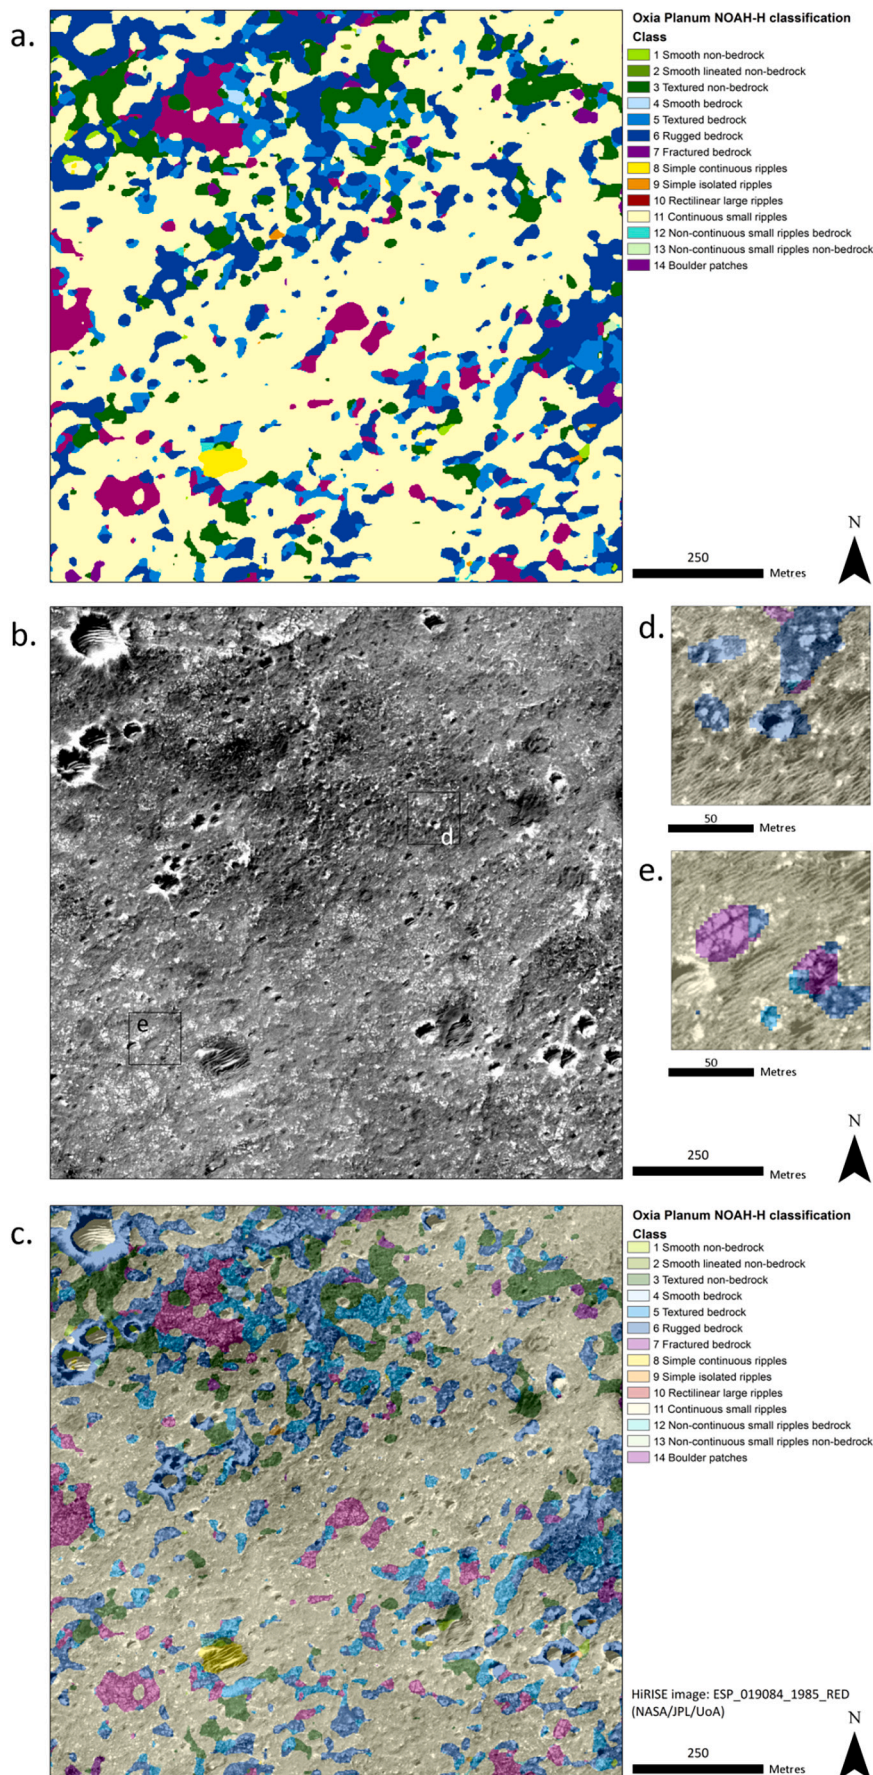 a.
Oxia Planum NOAH-H classification
Class
1 Smooth non-bedrock
2 Smooth lineated non-bedrock
3 Textured non-bedrock
4 Smooth bedrock
5 Textured bedrock
6 Rugged bedrock
7 Fractured bedrock
8 Simple continuous ripples
9 Simple isolated ripples
10 Rectilinear large ripples
11 Continuous small ripples
12 Non-continuous small ripples bedrock
13 Non-continuous small ripples non-bedrock
14 Boulder patches
N
250
Metres
b.
d
e
d.
50
Metres
e.
50
Metres
N
250
Metres
c.
Oxia Planum NOAH-H classification
Class
1 Smooth non-bedrock
2 Smooth lineated non-bedrock
3 Textured non-bedrock
4 Smooth bedrock
5 Textured bedrock
6 Rugged bedrock
7 Fractured bedrock
8 Simple continuous ripples
9 Simple isolated ripples
10 Rectilinear large ripples
11 Continuous small ripples
12 Non-continuous small ripples bedrock
13 Non-continuous small ripples non-bedrock
14 Boulder patches
HiRISE image: ESP_019084_1985_RED
(NASA/JPL/UoA)
N
250
Metres